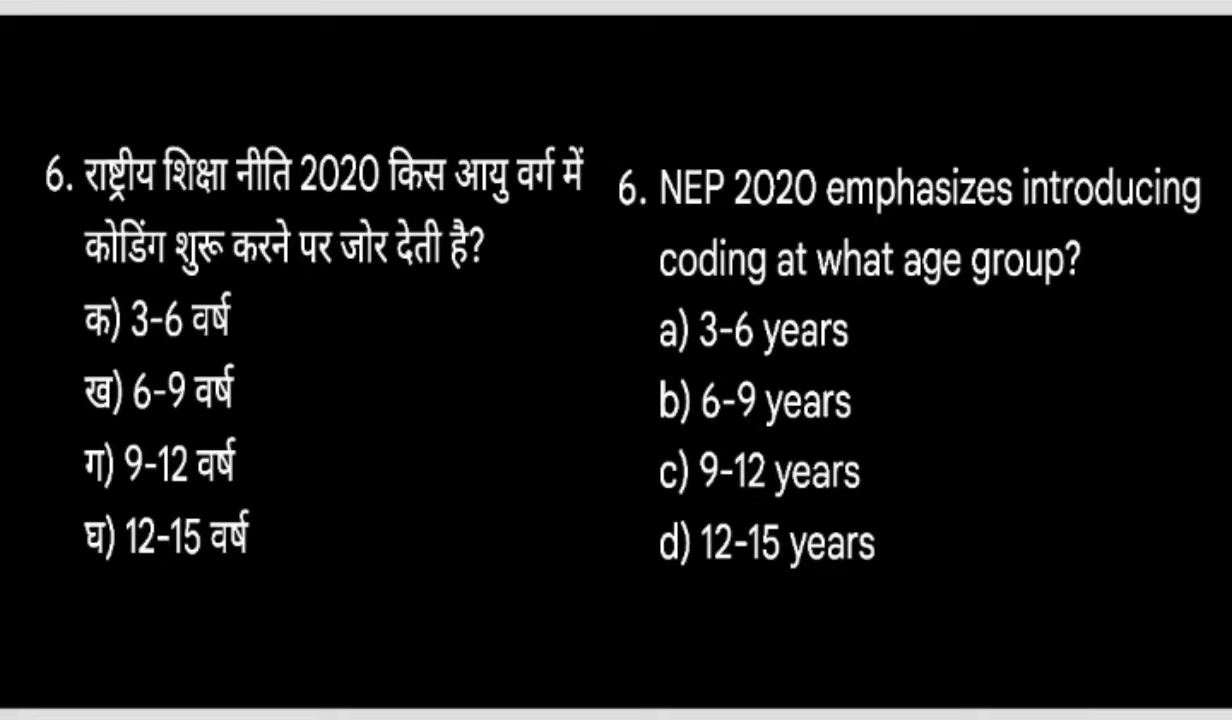 6. राष्ट्रीय शिक्षा नीति 2020 किस आयु वर्ग में
कोडिंग शुरू करने पर जोर देती है?
क) 3-6 वर्ष
ख) 6-9 वर्ष
ग) 9-12 वर्ष
घ) 12-15 वर्ष
6. NEP 2020 emphasizes introducing
coding at what age group?
a) 3-6 years
b) 6-9 years
c) 9-12 years
d) 12-15 years